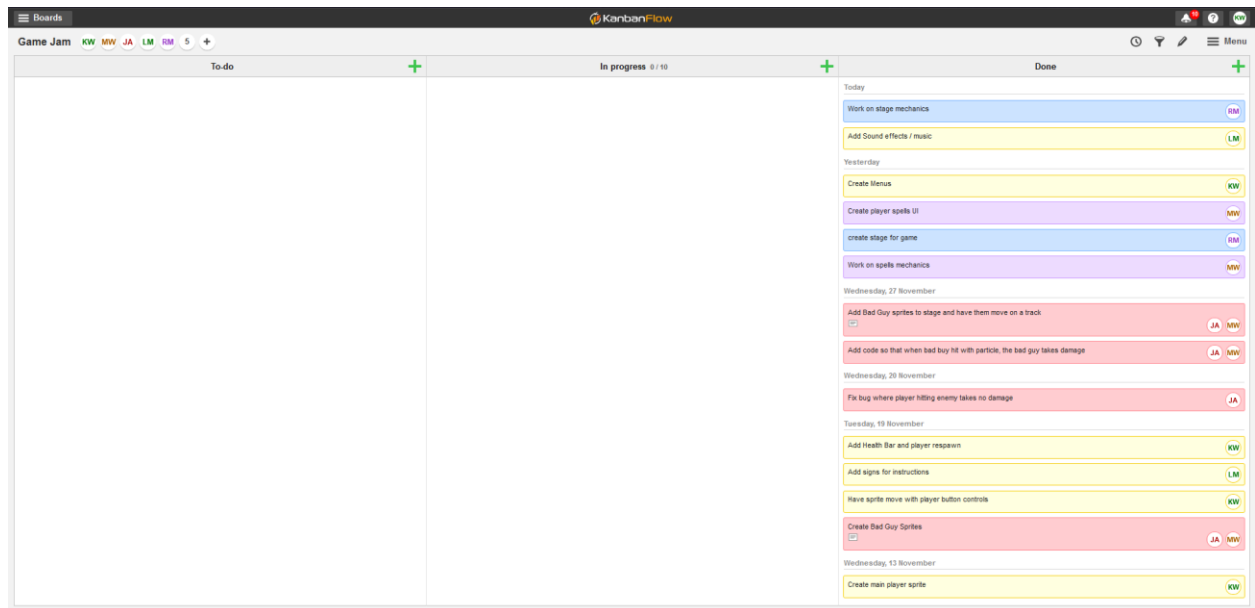 Boards
KanbanFlow
10
?
KW
Game Jam KW MW JA LM RM 5 +
Menu
To-do
In progress 0 / 10
Done
Today
Work on stage mechanics RM
Add Sound effects / music LM
Yesterday
Create Menus KW
Create player spells UI MW
create stage for game RM
Work on spells mechanics MW
Wednesday, 27 November
Add Bad Guy sprites to stage and have them move on a track
JA MW
Add code so that when bad buy hit with particle, the bad guy takes damage JA MW
Wednesday, 20 November
Fix bug where player hitting enemy takes no damage JA
Tuesday, 19 November
Add Health Bar and player respawn KW
Add signs for instructions LM
Have sprite move with player button controls KW
Create Bad Guy Sprites
JA MW
Wednesday, 13 November
Create main player sprite KW